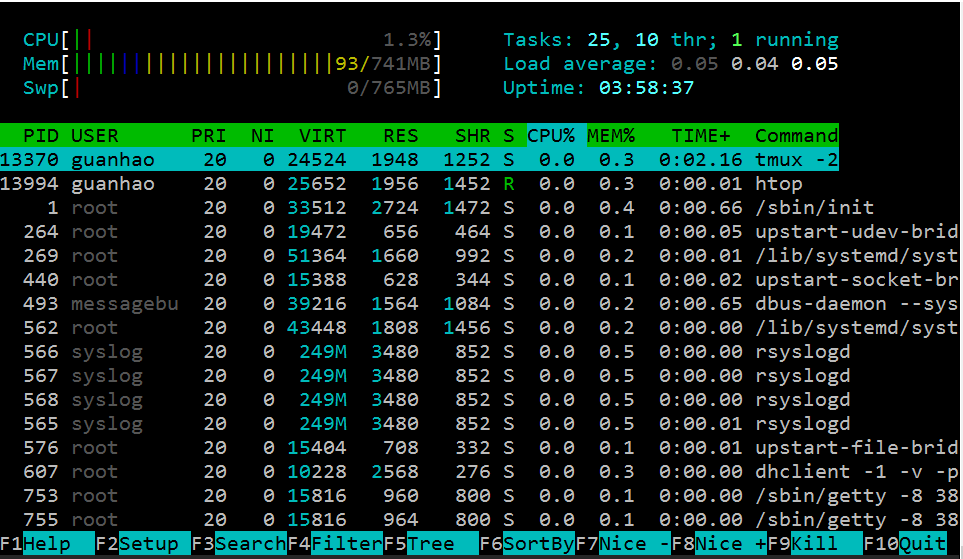 CPU[|| 1.3%] Tasks: 25, 10 thr; 1 running
Mem[||||||||||||||||||||||93/741MB] Load average: 0.05 0.04 0.05
Swp[| 0/765MB] Uptime: 03:58:37
PID USER PRI NI VIRT RES SHR S CPU% MEM% TIME+ Command
13370 guanhao 20 0 24524 1948 1252 S 0.0 0.3 0:02.16 tmux -2
13994 guanhao 20 0 25652 1956 1452 R 0.0 0.3 0:00.01 htop
1 root 20 0 33512 2724 1472 S 0.0 0.4 0:00.66 /sbin/init
264 root 20 0 19472 656 464 S 0.0 0.1 0:00.05 upstart-udev-brid
269 root 20 0 51364 1660 992 S 0.0 0.2 0:00.01 /lib/systemd/syst
440 root 20 0 15388 628 344 S 0.0 0.1 0:00.02 upstart-socket-br
493 messagebu 20 0 39216 1564 1084 S 0.0 0.2 0:00.65 dbus-daemon --sys
562 root 20 0 43448 1808 1456 S 0.0 0.2 0:00.00 /lib/systemd/syst
566 syslog 20 0 249M 3480 852 S 0.0 0.5 0:00.00 rsyslogd
567 syslog 20 0 249M 3480 852 S 0.0 0.5 0:00.01 rsyslogd
568 syslog 20 0 249M 3480 852 S 0.0 0.5 0:00.00 rsyslogd
565 syslog 20 0 249M 3480 852 S 0.0 0.5 0:00.01 rsyslogd
576 root 20 0 15404 708 332 S 0.0 0.1 0:00.01 upstart-file-brid
607 root 20 0 10228 2568 276 S 0.0 0.3 0:00.00 dhclient -1 -v -p
753 root 20 0 15816 960 800 S 0.0 0.1 0:00.00 /sbin/getty -8 38
755 root 20 0 15816 964 800 S 0.0 0.1 0:00.00 /sbin/getty -8 38
F1Help F2Setup F3SearchF4FilterF5Tree F6SortByF7Nice -F8Nice +F9Kill F10Quit